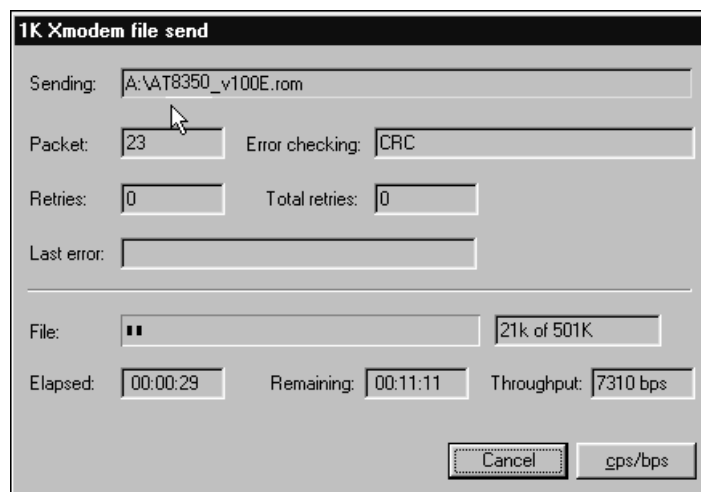 1K Xmodem file send
Sending: A:\AT8350_v100E.rom
Packet: 23 Error checking: CRC
Retries: 0 Total retries: 0
Last error:
File: 21k of 501K
Elapsed: 00:00:29 Remaining: 00:11:11 Throughput: 7310 bps
Cancel cps/bps